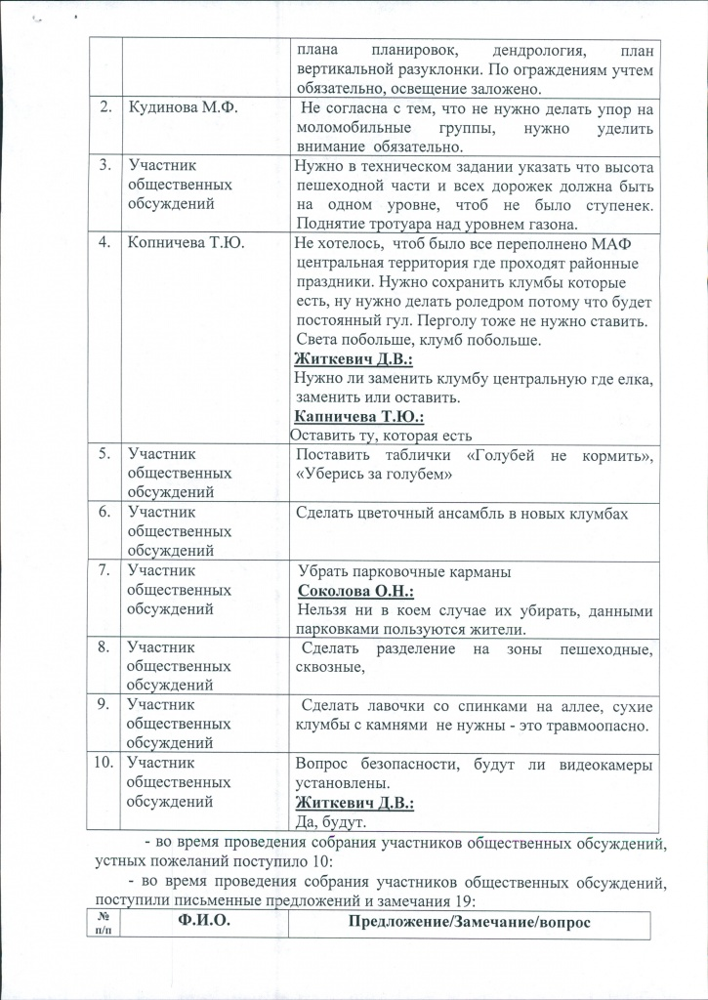 плана планировок, дендрология, план
вертикальной разуклонки. По ограждениям учтем
обязательно, освещение заложено.
2. Кудинова М.Ф. Не согласна с тем, что не нужно делать упор на
моломобильные группы, нужно уделить
внимание обязательно.
3. Участник Нужно в техническом задании указать что высота
общественных пешеходной части и всех дорожек должна быть
обсуждений на одном уровне, чтоб не было ступенек.
Поднятие тротуара над уровнем газона.
4. Копничева Т.Ю. Не хотелось, чтоб было все переполнено МАФ
центральная территория где проходят районные
праздники. Нужно сохранить клумбы которые
есть, ну нужно делать роледром потому что будет
постоянный гул. Перголу тоже не нужно ставить.
Света побольше, клумб побольше.
Житкевич Д.В.:
Нужно ли заменить клумбу центральную где елка,
заменить или оставить.
Капничева Т.Ю.:
Оставить ту, которая есть
5. Участник Поставить таблички «Голубей не кормить»,
общественных «Уберись за голубем»
обсуждений
6. Участник Сделать цветочный ансамбль в новых клумбах
общественных
обсуждений
7. Участник Убрать парковочные карманы
общественных Соколова О.Н.:
обсуждений Нельзя ни в коем случае их убирать, данными
парковками пользуются жители.
8. Участник Сделать разделение на зоны пешеходные,
общественных сквозные,
обсуждений
9. Участник Сделать лавочки со спинками на аллее, сухие
общественных клумбы с камнями не нужны - это травмоопасно.
обсуждений
10. Участник Вопрос безопасности, будут ли видеокамеры
общественных установлены.
обсуждений Житкевич Д.В.:
Да, будут.
- во время проведения собрания участников общественных обсуждений,
устных пожеланий поступило 10:
- во время проведения собрания участников общественных обсуждений,
поступили письменные предложений и замечания 19:
№ Ф.И.О. Предложение/Замечание/вопрос
п/п